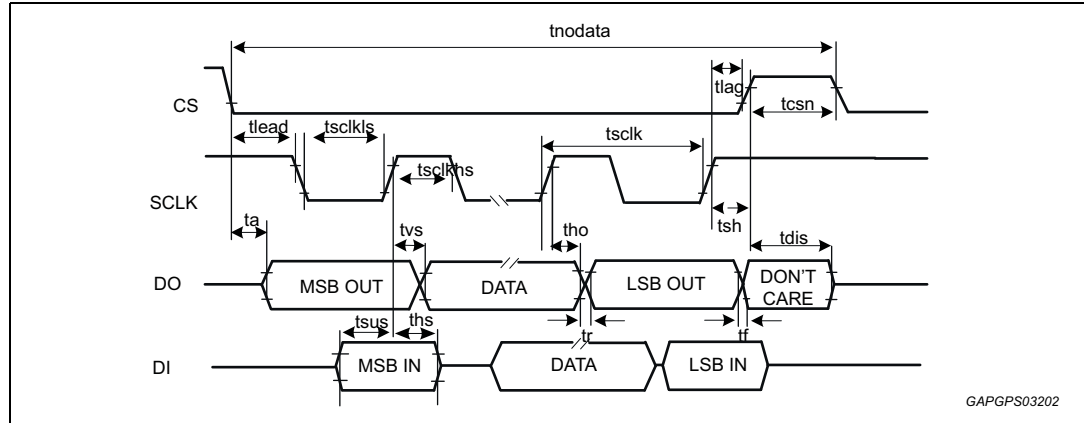 tnodata
tlag
CS
tcsn
tlead
tsclkls
tsclk
tsclkhs
SCLK
ta
tvs
tho
tsh
tdis
DO
MSB OUT
DATA
LSB OUT
DON'T
CARE
tsus
ths
tr
tf
DI
MSB IN
DATA
LSB IN
GAPGPS03202